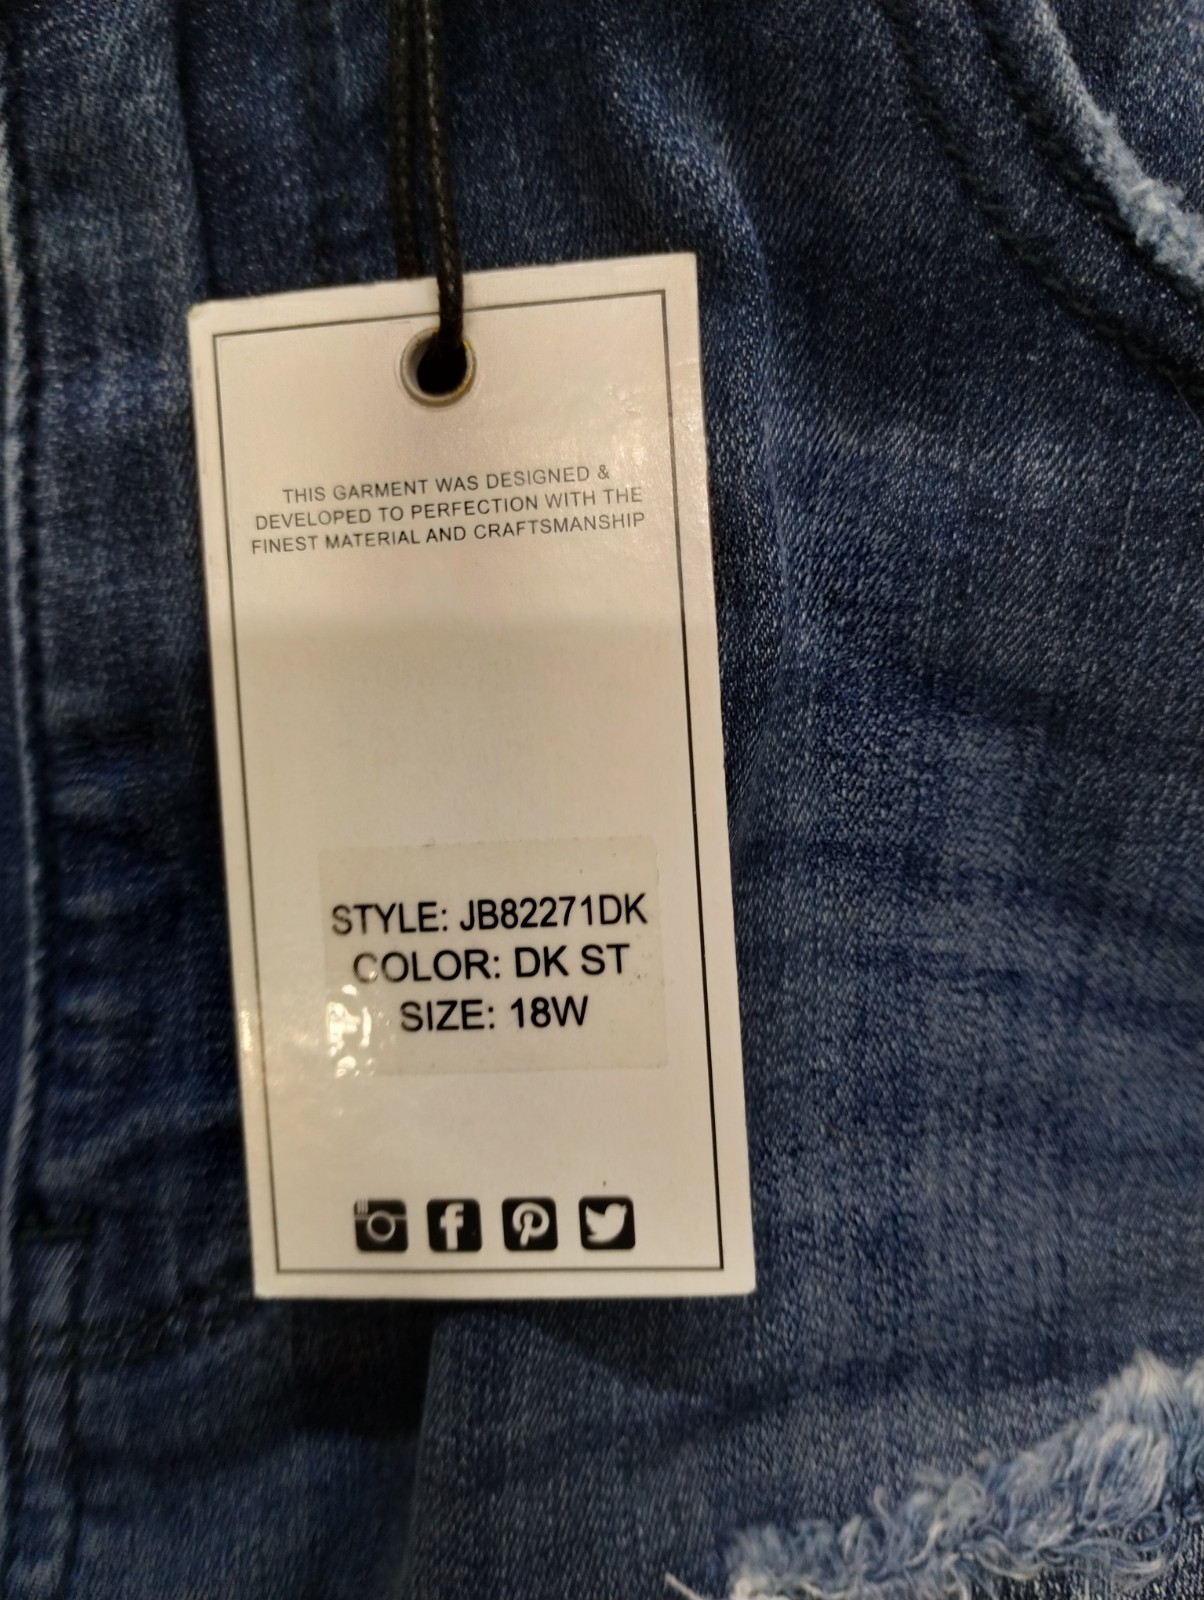 THIS GARMENT WAS DESIGNED &
DEVELOPED TO PERFECTION WITH THE
FINEST MATERIAL AND CRAFTSMANSHIP
STYLE: JB82271DK
COLOR: DK ST
SIZE: 18W